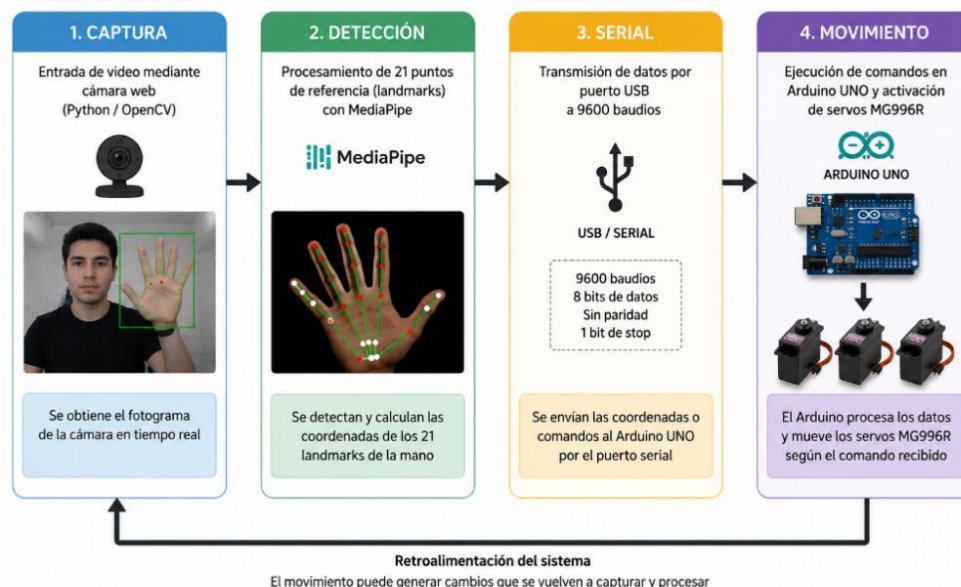 1. CAPTURA
Entrada de video mediante
cámara web
(Python / OpenCV)
Se obtiene el fotograma
de la cámara en tiempo real
2. DETECCIÓN
Procesamiento de 21 puntos
de referencia (landmarks)
con MediaPipe
MediaPipe
Se detectan y calculan las
coordenadas de los 21
landmarks de la mano
3. SERIAL
Transmisión de datos por
puerto USB
a 9600 baudios
USB / SERIAL
9600 baudios
8 bits de datos
Sin paridad
1 bit de stop
Se envían las coordenadas o
comandos al Arduino UNO
por el puerto serial
4. MOVIMIENTO
Ejecución de comandos en
Arduino UNO y activación
de servos MG996R
ARDUINO UNO
El Arduino procesa los datos
y mueve los servos MG996R
según el comando recibido
Retroalimentación del sistema
El movimiento puede generar cambios que se vuelven a capturar y procesar